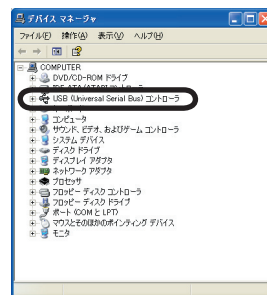 デバイス マネージャ
ファイル(F) 操作(A) 表示(V) ヘルプ(H)
COMPUTER
DVD/CD-ROM ドライブ
USB (Universal Serial Bus) コントローラ
コンピュータ
サウンド、ビデオ、およびゲーム コントローラ
システム デバイス
ディスク ドライブ
ディスプレイ アダプタ
ネットワーク アダプタ
プロセッサ
フロッピー ディスク コントローラ
フロッピー ディスク ドライブ
ポート (COM と LPT)
マウスとそのほかのポインティング デバイス
モニタ